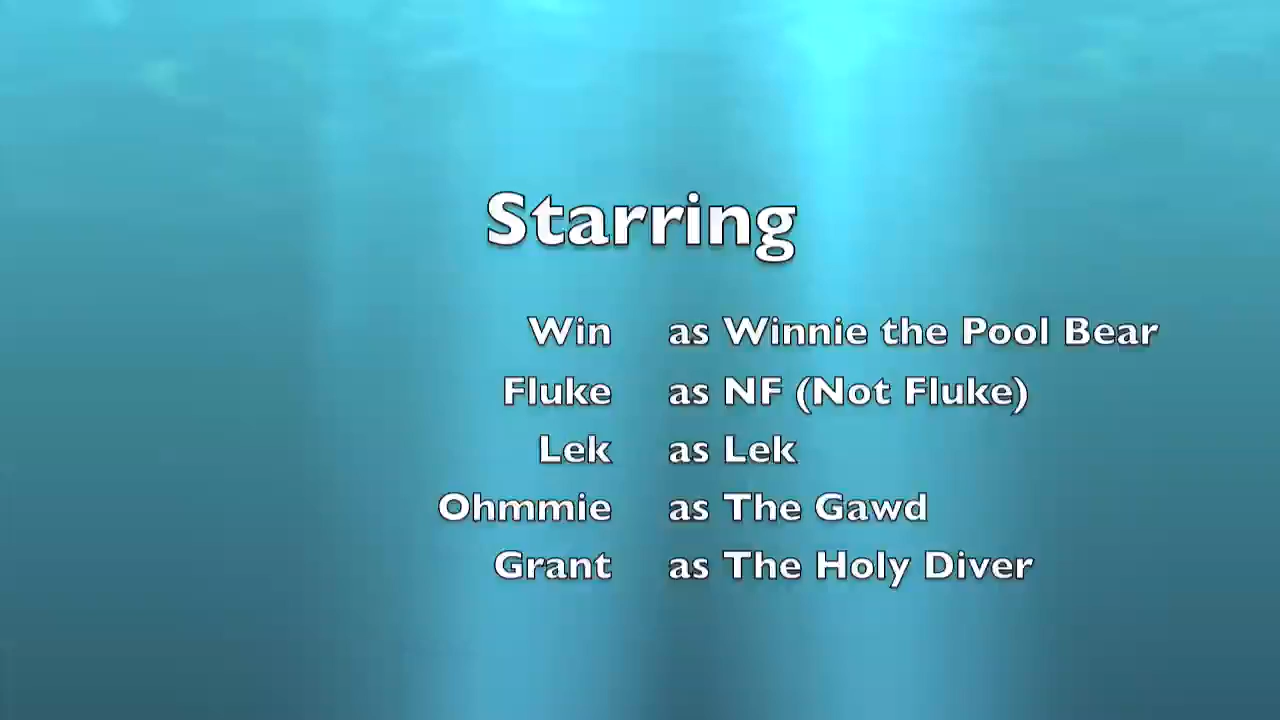 Starring
Win as Winnie the Pool Bear
Fluke as NF (Not Fluke)
Lek as Lek
Ohmmie as The Gawd
Grant as The Holy Diver